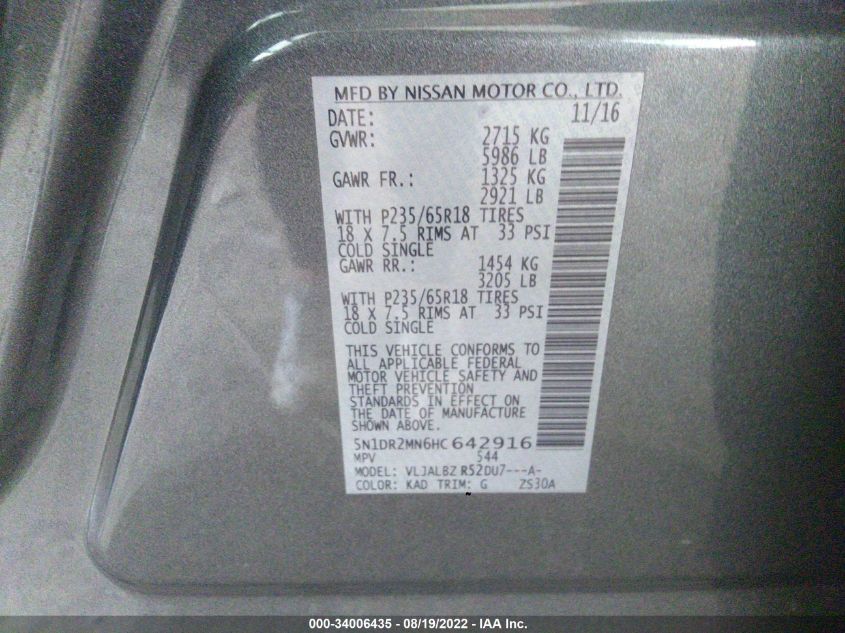 MFD BY NISSAN MOTOR CO., LTD.
DATE: 11/16
GVWR: 2715 KG
5986 LB
GAWR FR.: 1325 KG
2921 LB
WITH P235/65R18 TIRES
18 X 7.5 RIMS AT 33 PSI
COLD SINGLE
GAWR RR.: 1454 KG
3205 LB
WITH P235/65R18 TIRES
18 X 7.5 RIMS AT 33 PSI
COLD SINGLE
THIS VEHICLE CONFORMS TO
ALL APPLICABLE FEDERAL
MOTOR VEHICLE SAFETY AND
THEFT PREVENTION
STANDARDS IN EFFECT ON
THE DATE OF MANUFACTURE
SHOWN ABOVE.
5N1DR2MN6HC642916
MPV 544
MODEL: VLJALBZ R52DU7---A-
COLOR: KAD TRIM: G ZS30A
000-34006435 - 08/19/2022 - IAA Inc.